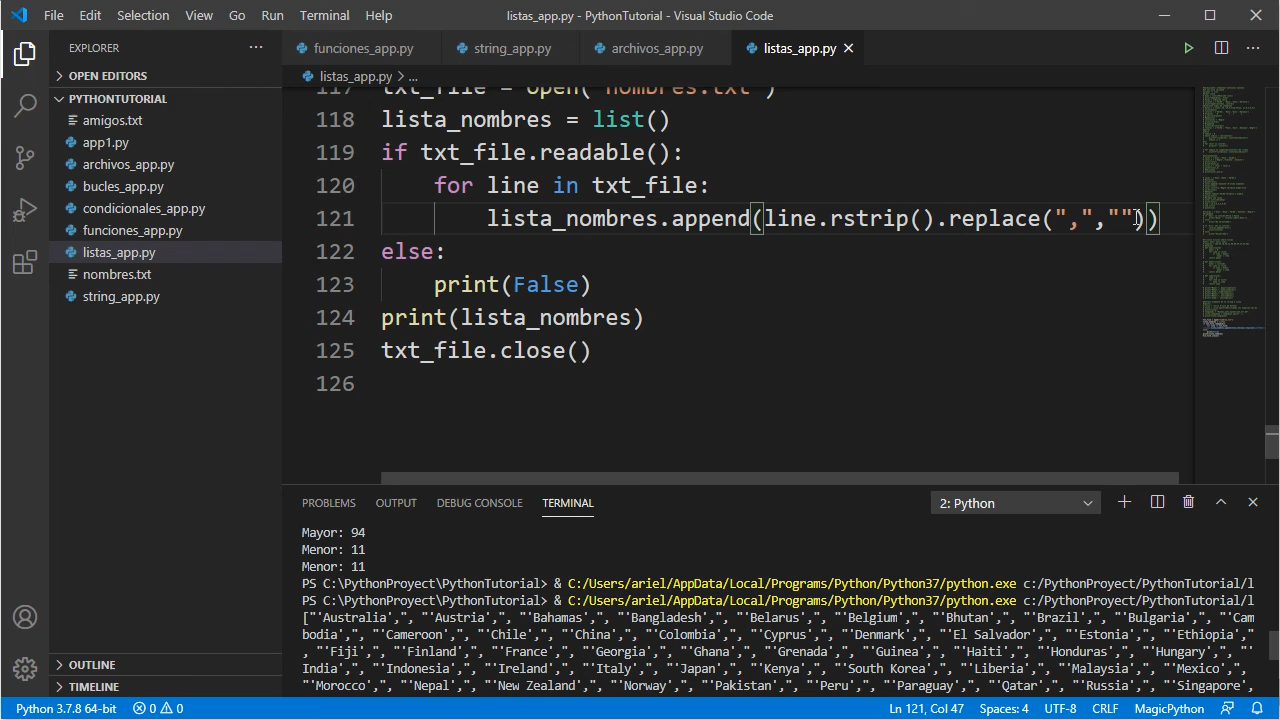 File Edit Selection View Go Run Terminal Help listas_app.py - PythonTutorial - Visual Studio Code
EXPLORER
OPEN EDITORS
PYTHONTUTORIAL
amigos.txt
app1.py
archivos_app.py
bucles_app.py
condicionales_app.py
funciones_app.py
listas_app.py
nombres.txt
string_app.py
OUTLINE
TIMELINE
funciones_app.py string_app.py archivos_app.py listas_app.py
listas_app.py > ...
117 txt_file = open("nombres.txt")
118 lista_nombres = list()
119 if txt_file.readable():
120 for line in txt_file:
121 lista_nombres.append(line.rstrip().replace(",",""))
122 else:
123 print(False)
124 print(lista_nombres)
125 txt_file.close()
126
PROBLEMS OUTPUT DEBUG CONSOLE TERMINAL 2: Python
Mayor: 94
Menor: 11
Menor: 11
PS C:\PythonProyect\PythonTutorial> & C:/Users/ariel/AppData/Local/Programs/Python/Python37/python.exe c:/PythonProyect/PythonTutorial/l
PS C:\PythonProyect\PythonTutorial> & C:/Users/ariel/AppData/Local/Programs/Python/Python37/python.exe c:/PythonProyect/PythonTutorial/l
["'Australia',", "'Austria',", "'Bahamas',", "'Bangladesh',", "'Belarus',", "'Belgium',", "'Bhutan',", "'Brazil',", "'Bulgaria',", "'Cam
bodia',", "'Cameroon',", "'Chile',", "'China',", "'Colombia',", "'Cyprus',", "'Denmark',", "'El Salvador',", "'Estonia',", "'Ethiopia',"
, "'Fiji',", "'Finland',", "'France',", "'Georgia',", "'Ghana',", "'Grenada',", "'Guinea',", "'Haiti',", "'Honduras',", "'Hungary',", "'
India',", "'Indonesia',", "'Ireland',", "'Italy',", "'Japan',", "'Kenya',", "'South Korea',", "'Liberia',", "'Malaysia',", "'Mexico',",
"'Morocco',", "'Nepal',", "'New Zealand',", "'Norway',", "'Pakistan',", "'Peru',", "'Paraguay',", "'Qatar',", "'Russia',", "'Singapore',
Python 3.7.8 64-bit 0 0 Ln 121, Col 47 Spaces: 4 UTF-8 CRLF MagicPython